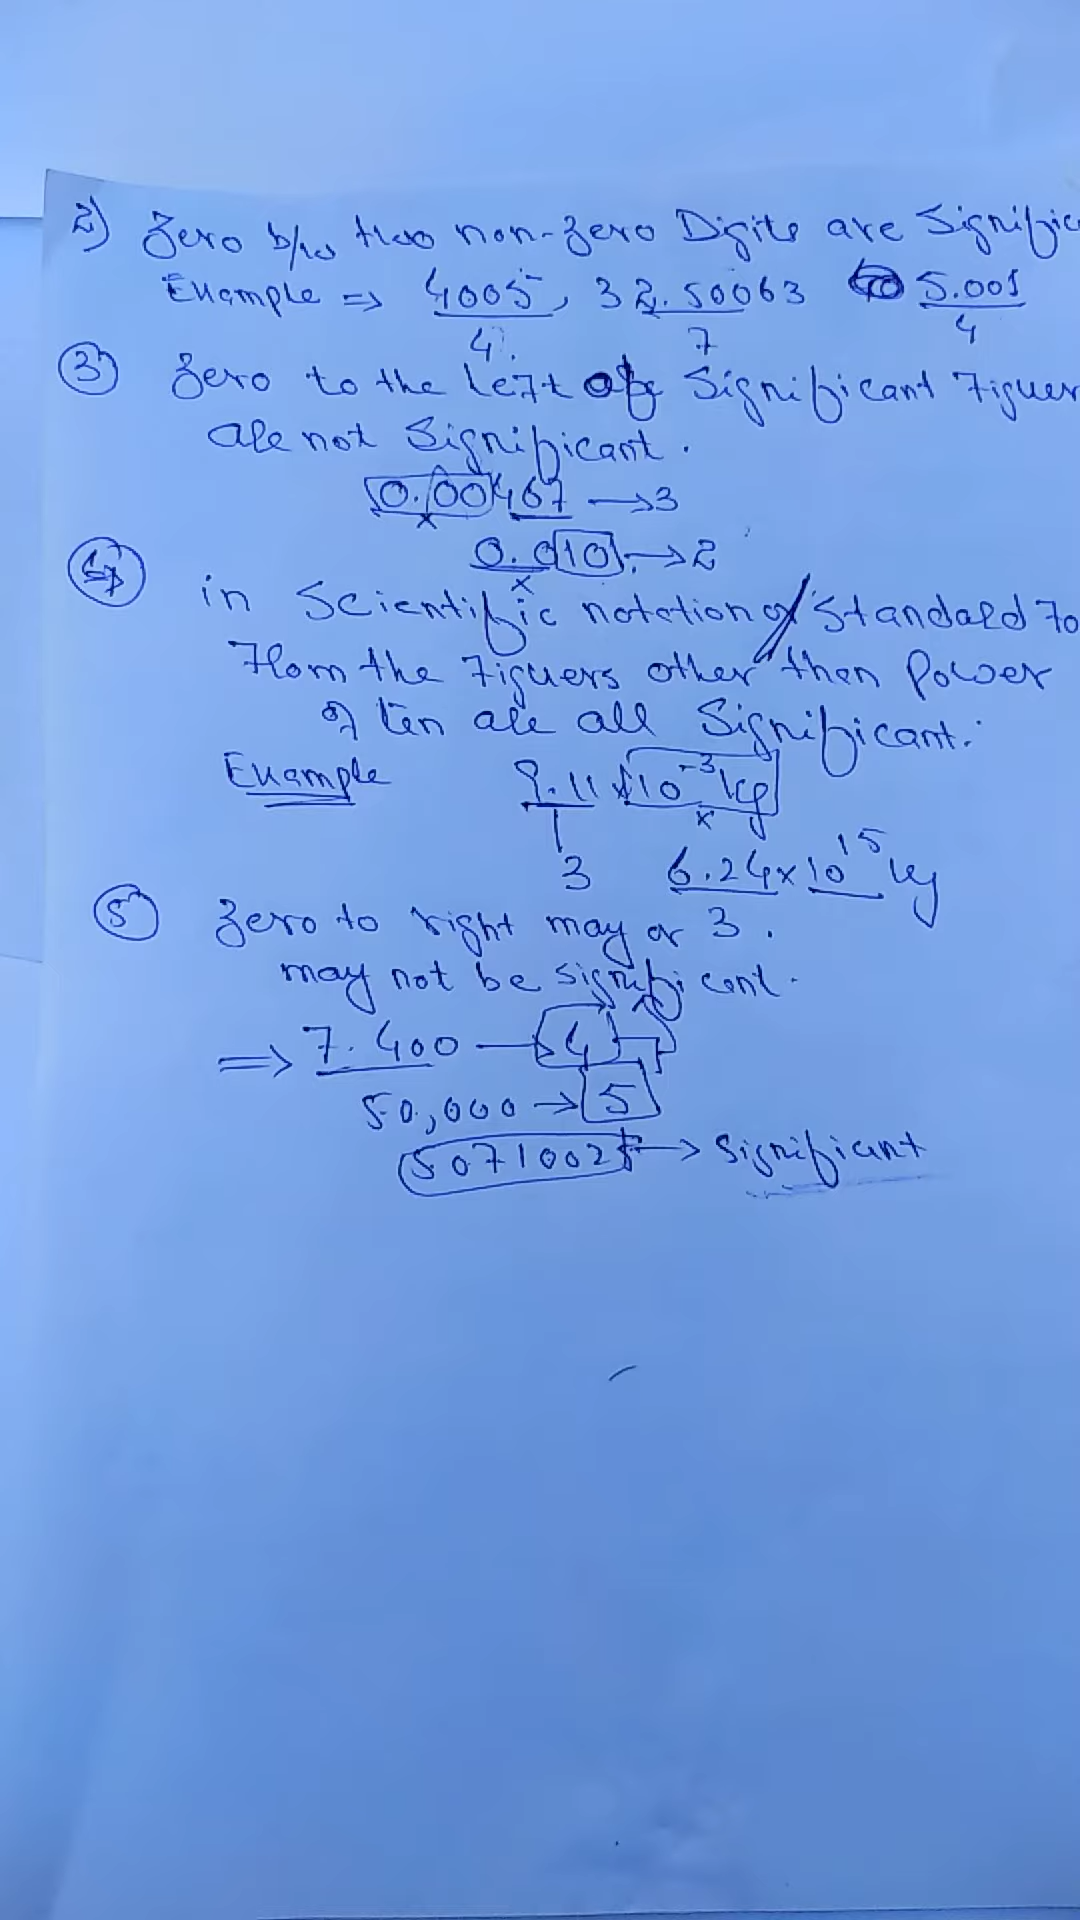 2) Zero b/w two non-zero Digits are Signific
Example ⇒ 4005, 32.50063 5.001
4. 7 4
③ Zero to the left of Significant Figuer
are not Significant.
0.00467 → 3
x
0.010. → 2
x
④ in Scientific notation or Standard Fo
From the Figuers other than Power
of ten are all Significant.
Example 9.11 x 10⁻³ kg
x
3 6.24 x 10¹⁵ kg
⑤ Zero to right may or 3.
may not be significant.
⇒ 7.400 → 4
50,000 → 5
5071002 → Significant